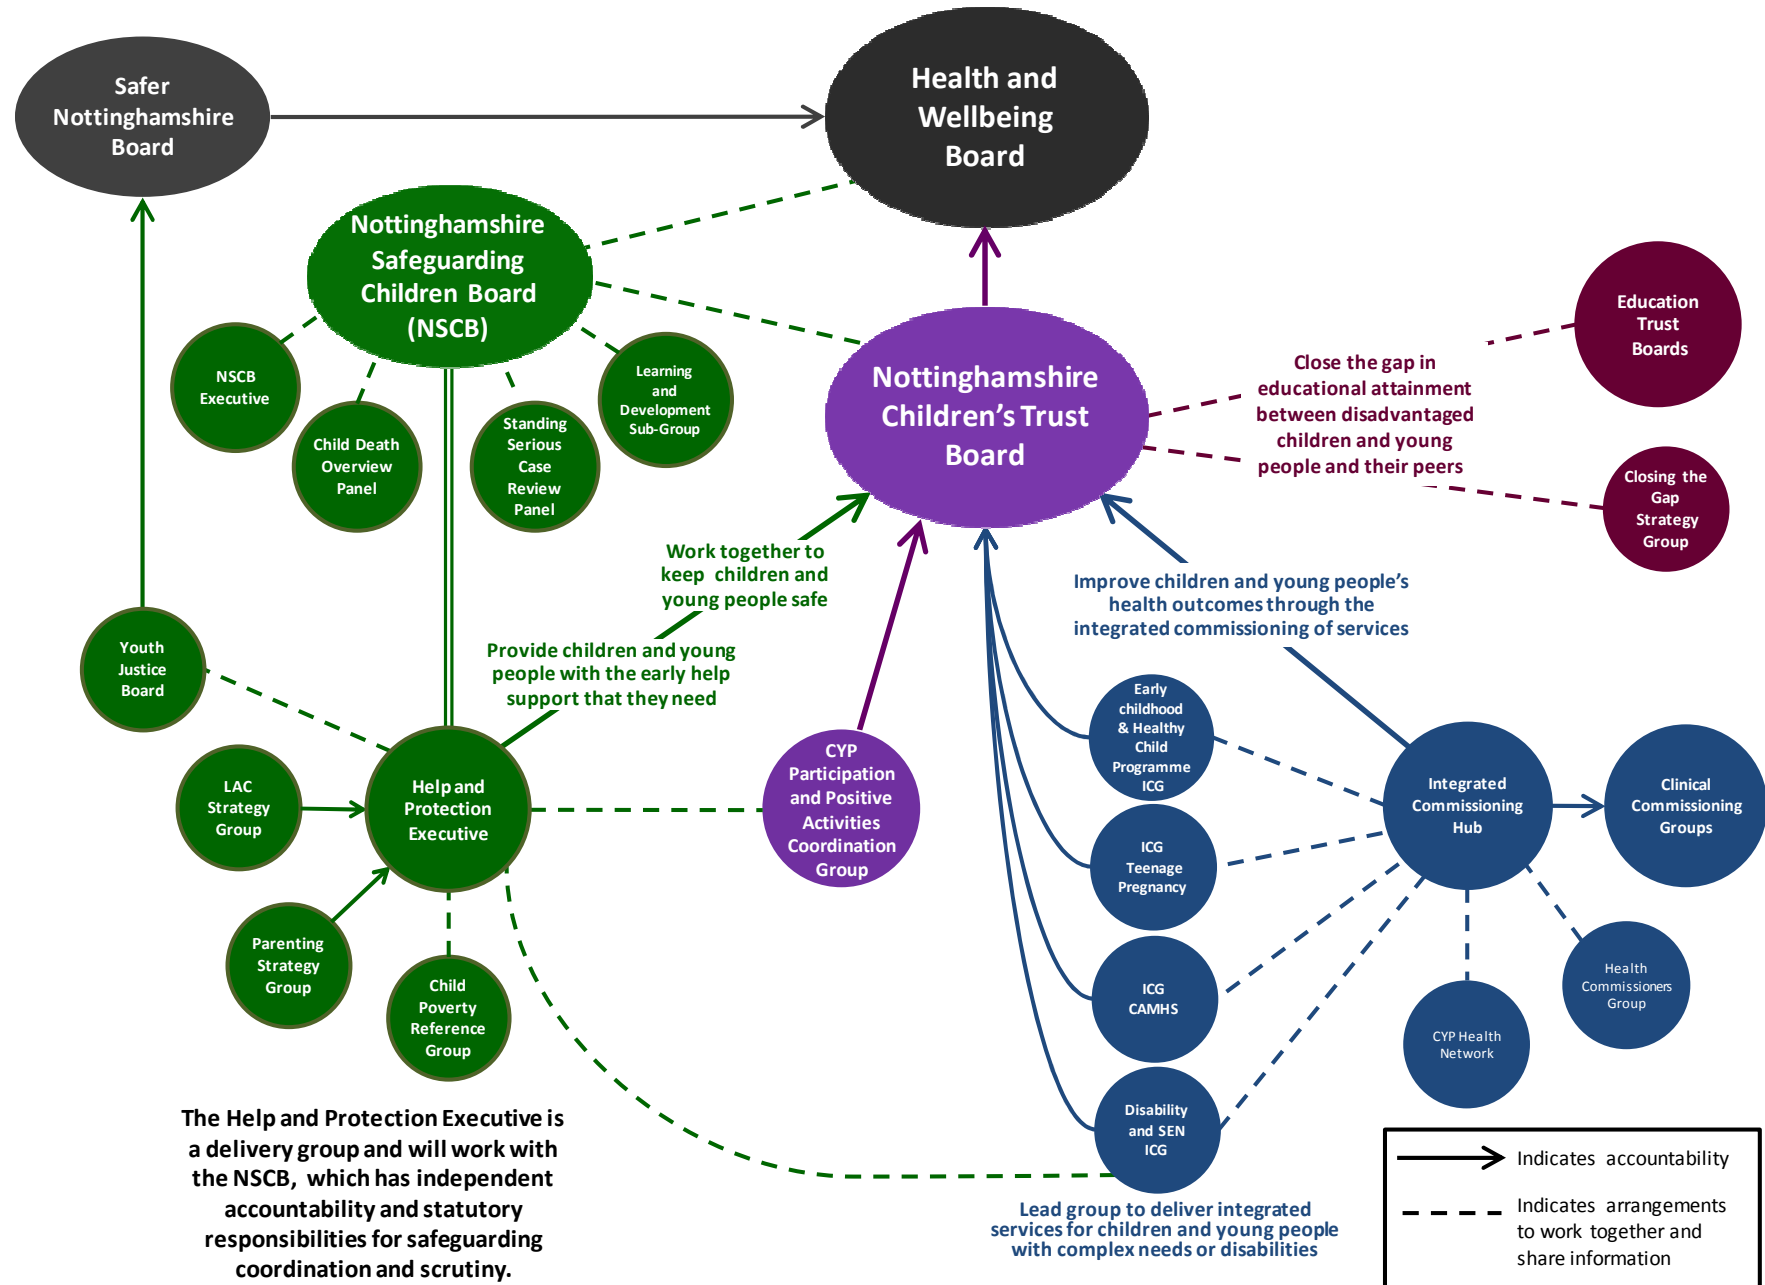 Safer
Nottinghamshire
Board
Health and
Wellbeing
Board
Nottinghamshire
Safeguarding
Children Board
(NSCB)
NSCB
Executive
Child Death
Overview
Panel
Standing
Serious
Case
Review
Panel
Learning
and
Development
Sub-Group
Nottinghamshire
Children’s Trust
Board
Education
Trust
Boards
Close the gap in
educational attainment
between disadvantaged
children and young
people and their peers
Closing the
Gap
Strategy
Group
Work together to
keep children and
young people safe
Improve children and young people’s
health outcomes through the
integrated commissioning of services
Youth
Justice
Board
Provide children and young
people with the early help
support that they need
LAC
Strategy
Group
Help and
Protection
Executive
CYP
Participation
and Positive
Activities
Coordination
Group
Early
childhood
& Healthy
Child
Programme
ICG
Integrated
Commissioning
Hub
Clinical
Commissioning
Groups
ICG
Teenage
Pregnancy
Parenting
Strategy
Group
Child
Poverty
Reference
Group
ICG
CAMHS
Health
Commissioners
Group
CYP Health
Network
Disability
and SEN
ICG
The Help and Protection Executive is
a delivery group and will work with
the NSCB, which has independent
accountability and statutory
responsibilities for safeguarding
coordination and scrutiny.
Lead group to deliver integrated
services for children and young people
with complex needs or disabilities
Indicates accountability
Indicates arrangements
to work together and
share information